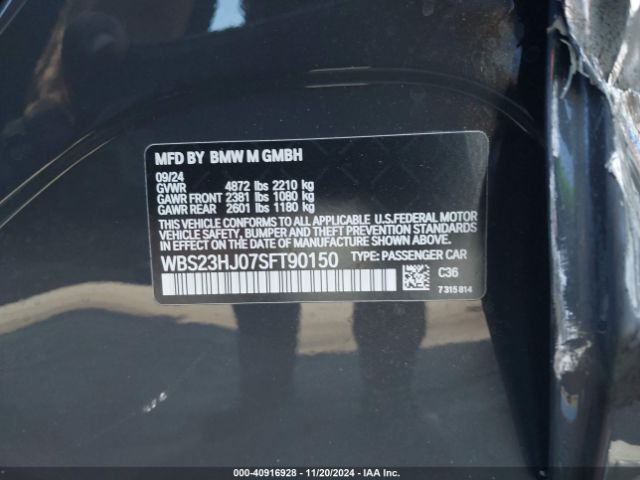 MFD BY BMW M GMBH
09/24
GVWR 4872 lbs 2210 kg
GAWR FRONT 2381 lbs 1080 kg
GAWR REAR 2601 lbs 1180 kg
THIS VEHICLE CONFORMS TO ALL APPLICABLE U.S.FEDERAL MOTOR
VEHICLE SAFETY, BUMPER AND THEFT PREVENTION STANDARDS
IN EFFECT ON THE DATE OF MANUFACTURE SHOWN ABOVE.
WBS23HJ07SFT90150 TYPE: PASSENGER CAR
C36
7315814
000-40916928 - 11/20/2024 - IAA Inc.